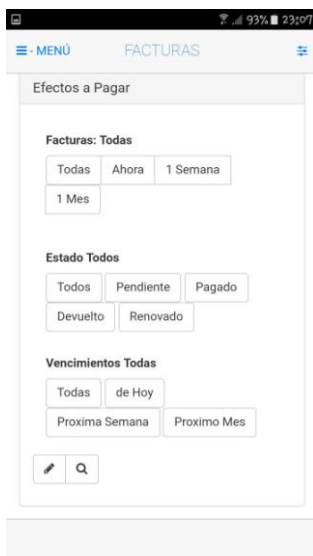 93% 23:07
- MENÚ FACTURAS
Efectos a Pagar
Facturas: Todas
Todas Ahora 1 Semana
1 Mes
Estado Todos
Todos Pendiente Pagado
Devuelto Renovado
Vencimientos Todas
Todas de Hoy
Proxima Semana Proximo Mes